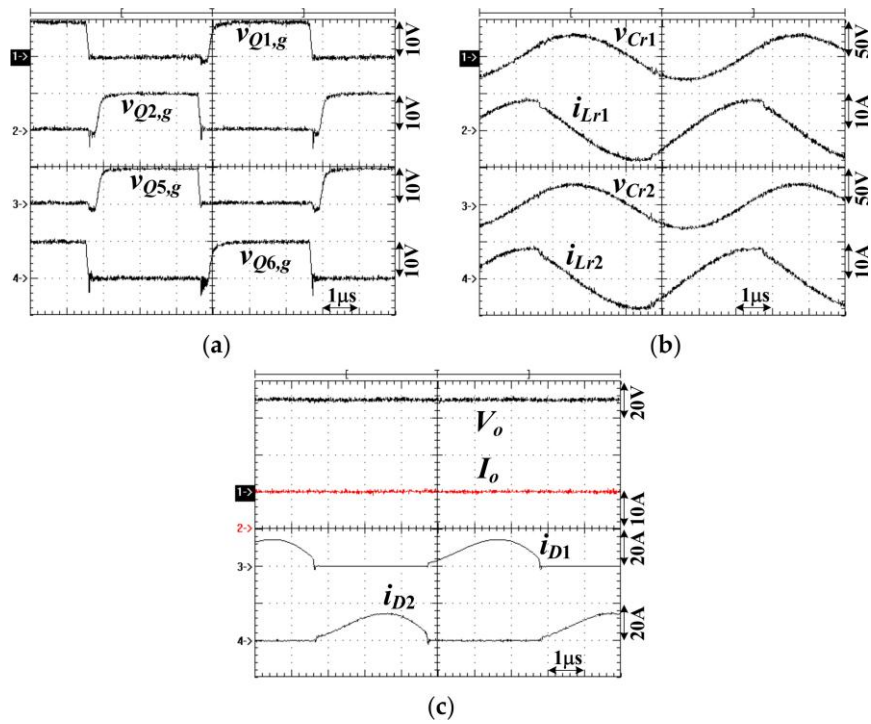 1->
vQ1,g
10V
2->
vQ2,g
10V
3->
vQ5,g
10V
4->
vQ6,g
10V
1μs
(a)
1->
vCr1
50V
2->
iLr1
10A
3->
vCr2
50V
4->
iLr2
10A
1μs
(b)
20V
Vo
Io
1->
10A
2->
iD1
20A
3->
iD2
20A
4->
1μs
(c)